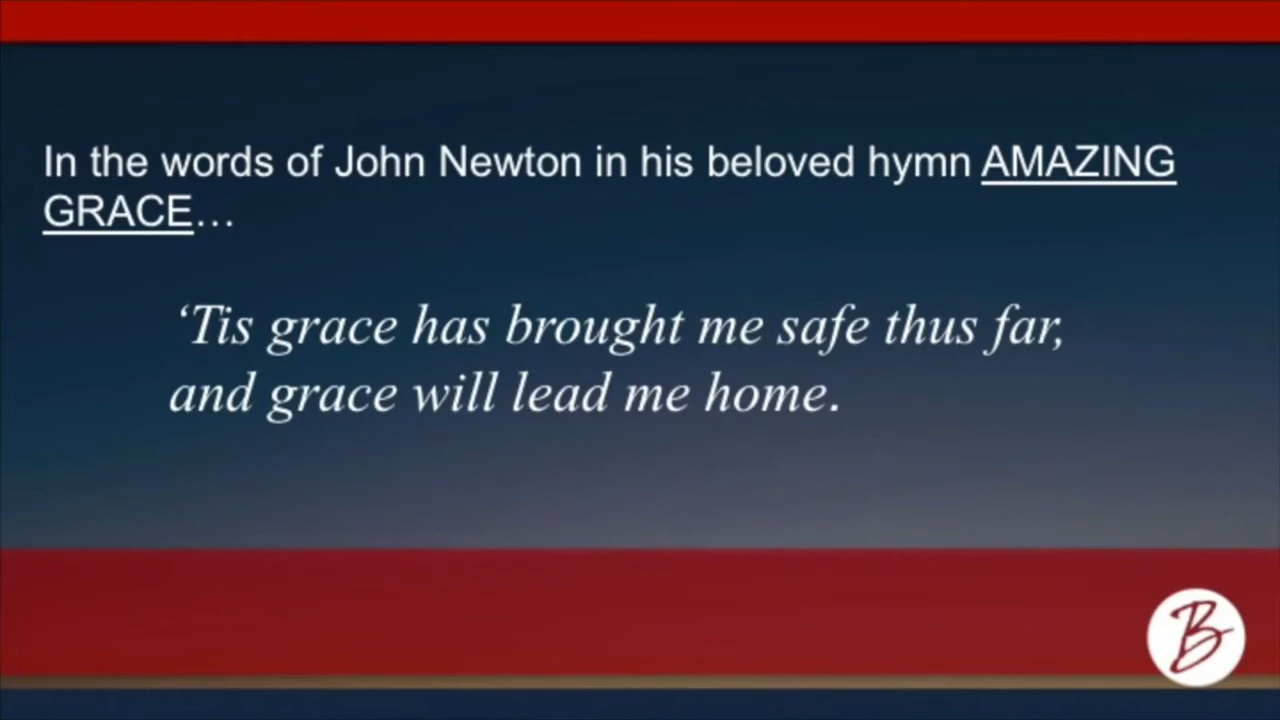 In the words of John Newton in his beloved hymn AMAZING
GRACE…
‘Tis grace has brought me safe thus far,
and grace will lead me home.
B